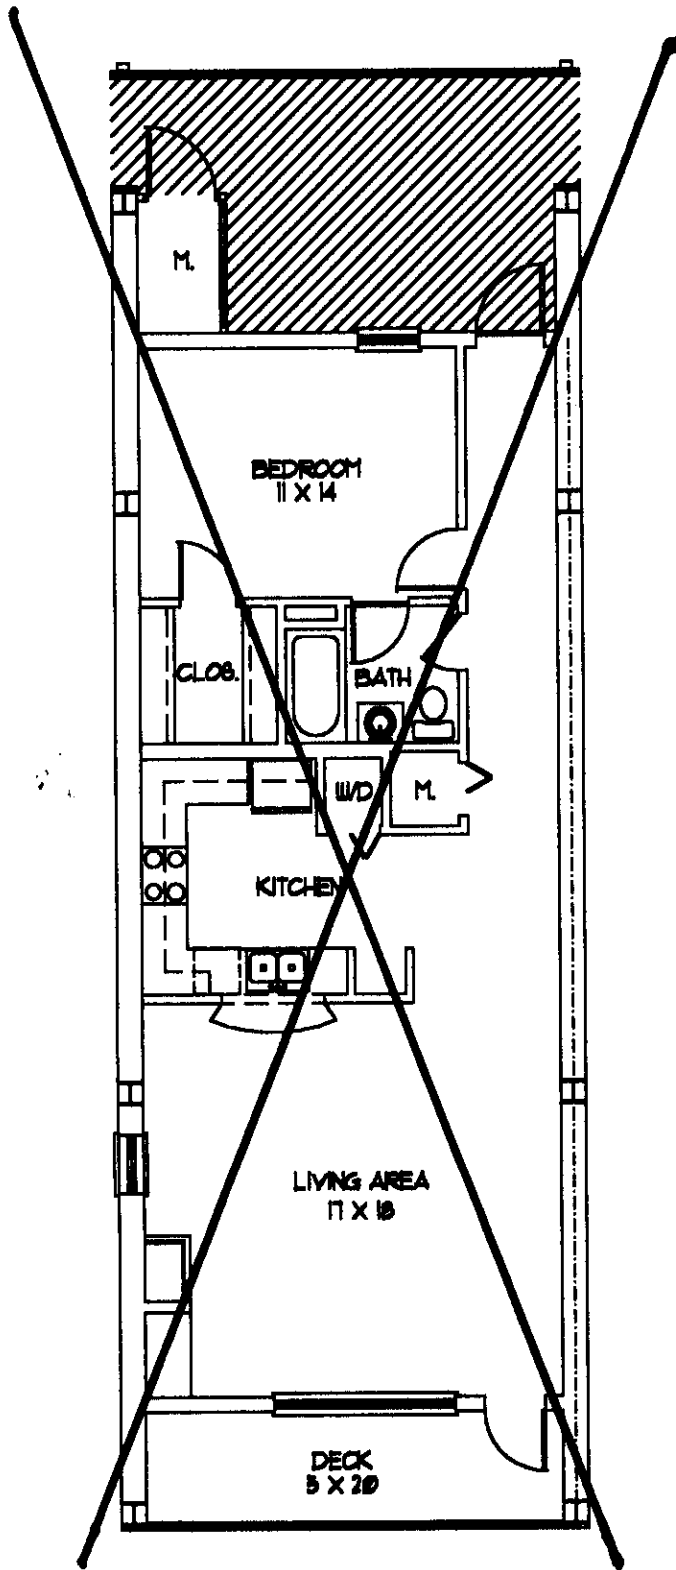 M.
BEDROOM
11 X 14
CLOS.
BATH
W/D
M.
KITCHEN
LIVING AREA
17 X 18
DECK
5 X 20